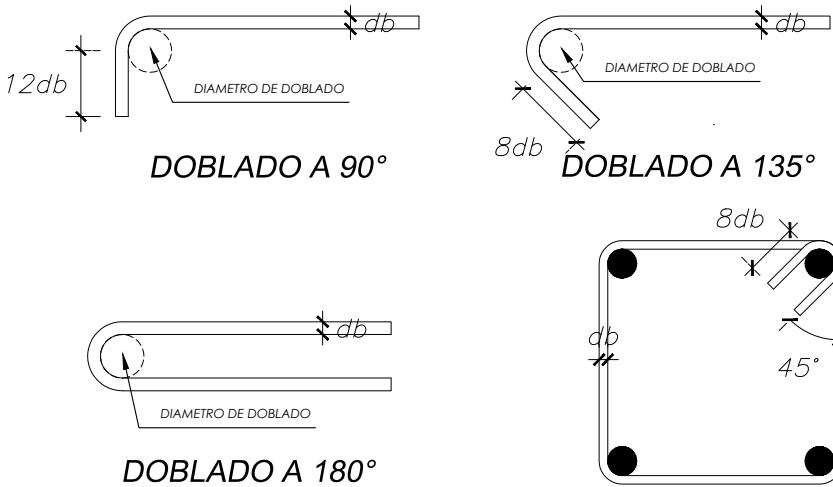 db
12db
DIAMETRO DE DOBLADO
DOBLADO A 90°
db
DIAMETRO DE DOBLADO
8db
DOBLADO A 135°
8db
db
45°
db
DIAMETRO DE DOBLADO
DOBLADO A 180°